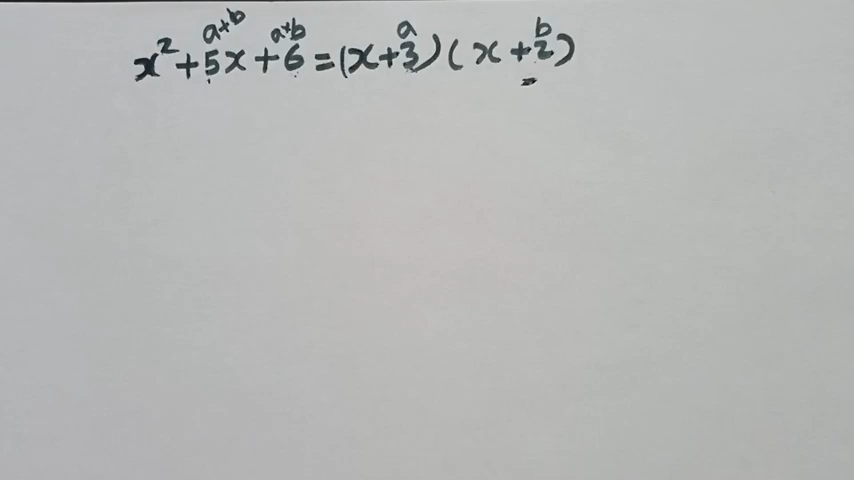 a+b a*b a b
x² + 5x + 6 = (x+3) (x+2)